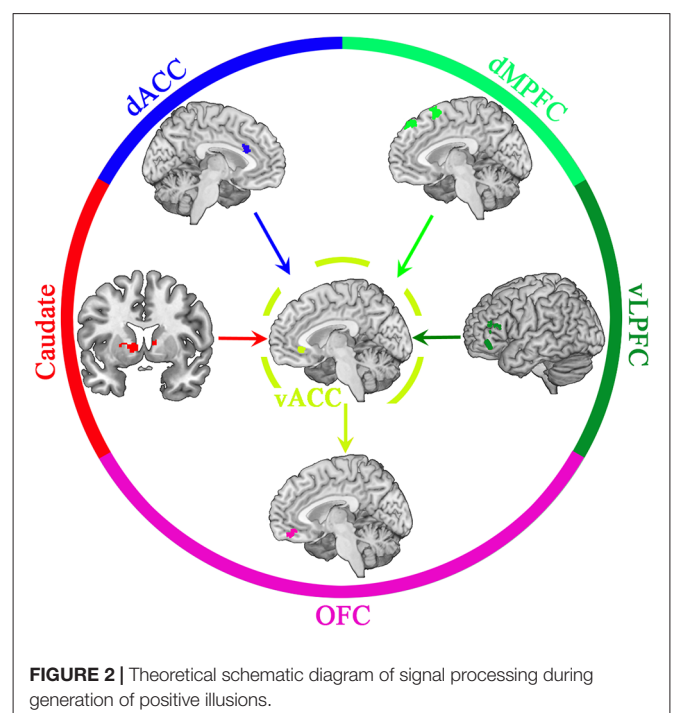 dACC
dMPFC
Caudate
vLPFC
vACC
OFC
FIGURE 2 | Theoretical schematic diagram of signal processing during
generation of positive illusions.